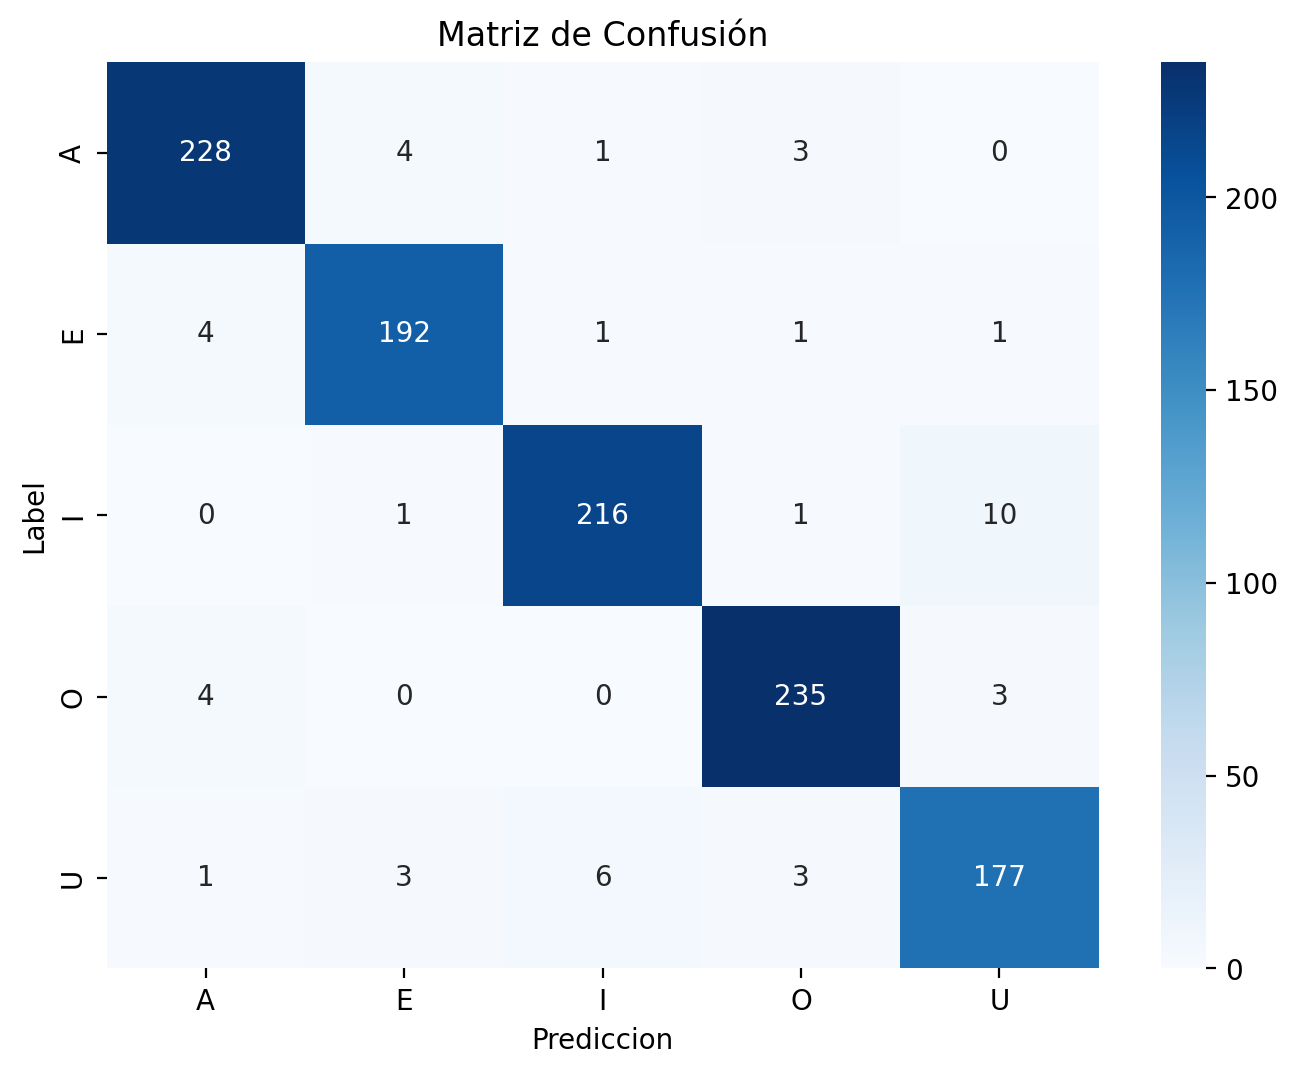 Matriz de Confusión
A 228 4 1 3 0
E 4 192 1 1 1
I 0 1 216 1 10
O 4 0 0 235 3
U 1 3 6 3 177
A E I O U
Label
Prediccion
200
150
100
50
0